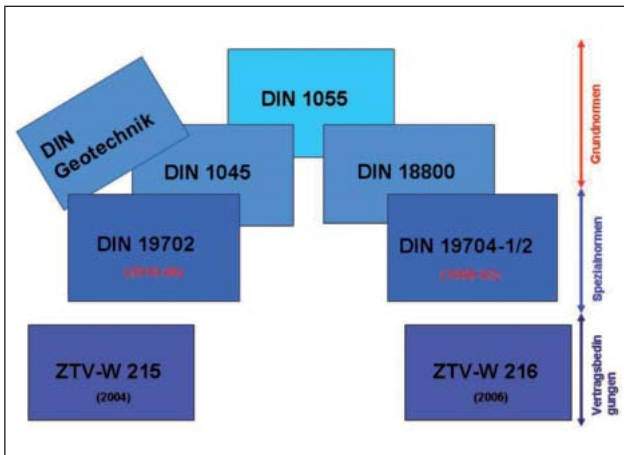 DIN 1055
DIN
Geotechnik
DIN 1045
DIN 18800
Grundnormen
DIN 19702
DIN 19704-1/2
Spezialnormen
ZTV-W 215
(2004)
ZTV-W 216
(2006)
Vertragsbedin
gungen